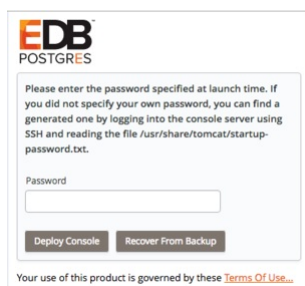 EDB
POSTGRES
Please enter the password specified at launch time. If
you did not specify your own password, you can find a
generated one by logging into the console server using
SSH and reading the file /usr/share/tomcat/startup-
password.txt.
Password
Deploy Console Recover From Backup
Your use of this product is governed by these Terms Of Use...